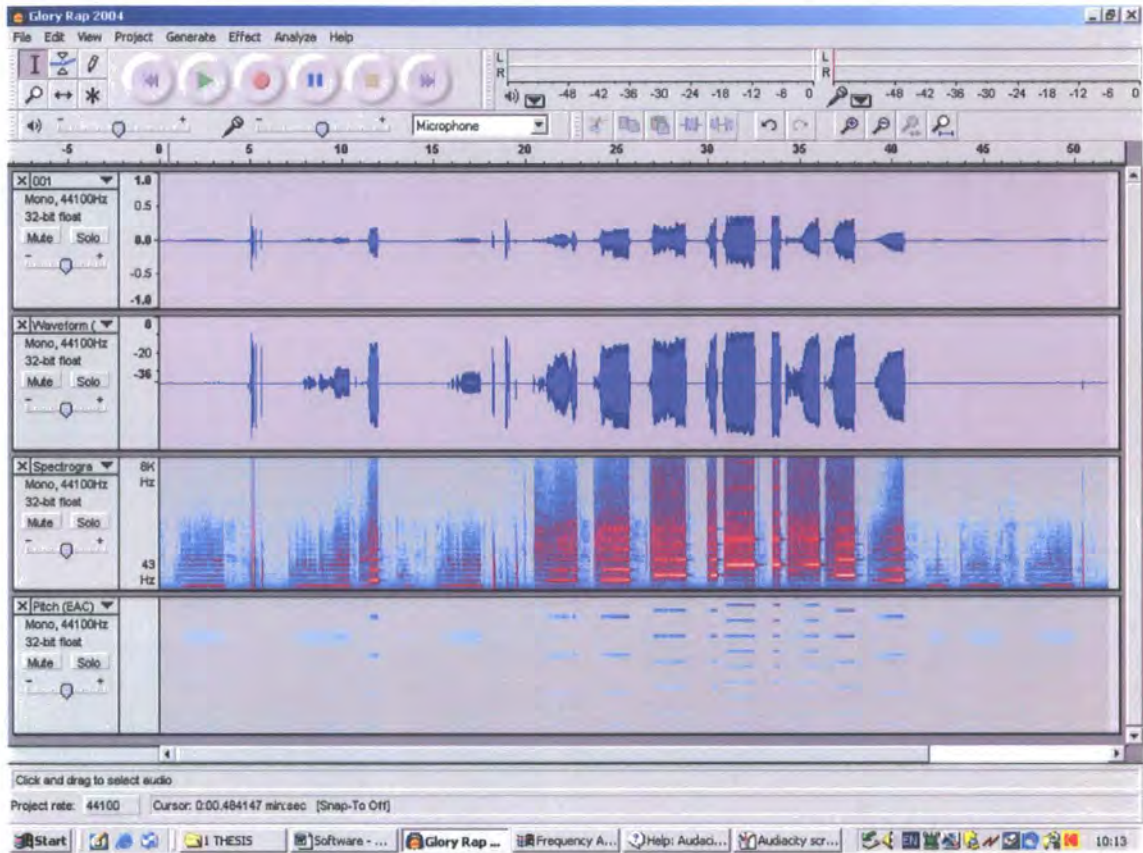 Glory Rap 2004
File Edit View Project Generate Effect Analyze Help
L
R
-48 -42 -36 -30 -24 -18 -12 -6 0
L
R
-48 -42 -36 -30 -24 -18 -12 -6 0
- + - + Microphone
-5 0 5 10 15 20 25 30 35 40 45 50
X 001 1.0
Mono, 44100Hz
32-bit float 0.5
Mute Solo 0.0
- +
-0.5
-1.0
X Waveform ( 0
Mono, 44100Hz
32-bit float -20
Mute Solo -36
- +
X Spectrogra 8K
Mono, 44100Hz Hz
32-bit float
Mute Solo
- + 43
Hz
X Pitch (EAC)
Mono, 44100Hz
32-bit float
Mute Solo
- +
Click and drag to select audio
Project rate: 44100 Cursor: 0:00.484147 min:sec [Snap-To Off]
Start 1 THESIS Software - ... Glory Rap ... Frequency A... Help: Audaci... Audacity scr... 10:13